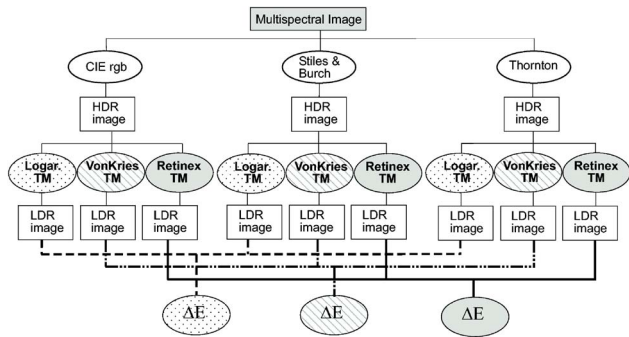 Multispectral Image
CIE rgb
Stiles &
Burch
Thornton
HDR
image
HDR
image
HDR
image
Logar.
TM
VonKries
TM
Retinex
TM
Logar.
TM
VonKries
TM
Retinex
TM
Logar.
TM
VonKries
TM
Retinex
TM
LDR
image
LDR
image
LDR
image
LDR
image
LDR
image
LDR
image
LDR
image
LDR
image
LDR
image
ΔE
ΔE
ΔE